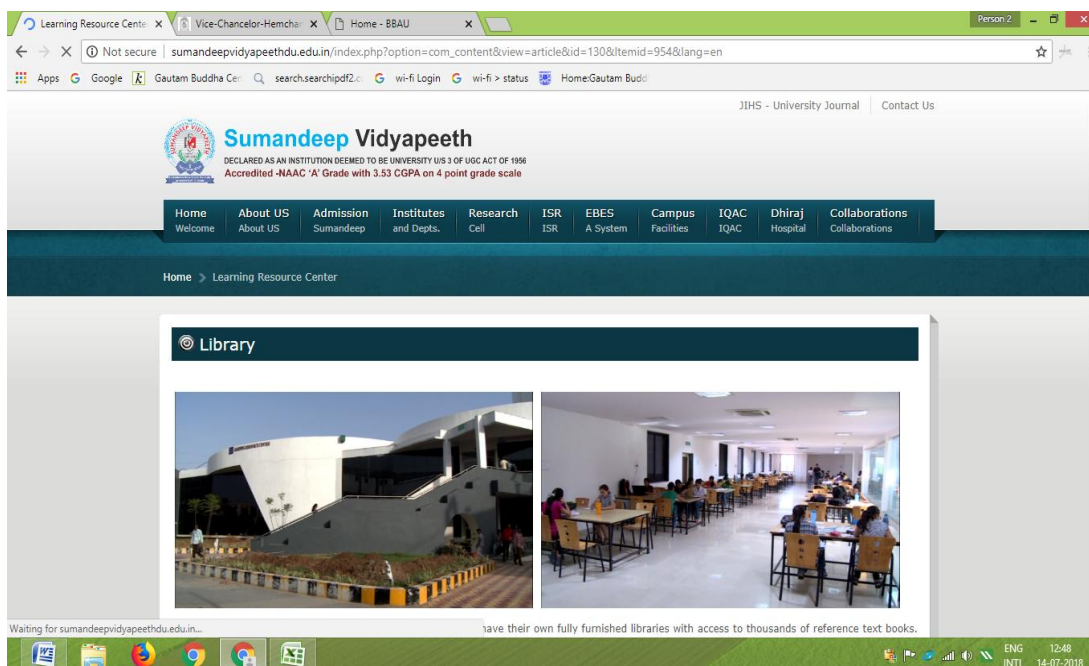 Person 2
Learning Resource Cente
Vice-Chancelor-Hemchar
Home - BBAU
Not secure
sumandeepvidyapeethdu.edu.in/index.php?option=com_content&view=article&id=130&Itemid=954&lang=en
Apps
Google
Gautam Buddha Cen
search.searchipdf2.c
wi-fi Login
wi-fi > status
Home:Gautam Budd
JIHS - University Journal
Contact Us
Sumandeep Vidyapeeth
DECLARED AS AN INSTITUTION DEEMED TO BE UNIVERSITY U/S 3 OF UGC ACT OF 1956
Accredited -NAAC 'A' Grade with 3.53 CGPA on 4 point grade scale
Home About US Admission Institutes Research ISR EBES Campus IQAC Dhiraj Collaborations
Welcome About US Sumandeep and Depts. Cell ISR A System Facilities IQAC Hospital Collaborations
Home Learning Resource Center
Library
have their own fully furnished libraries with access to thousands of reference text books.
Waiting for sumandeepvidyapeethdu.edu.in...
ENG
INTL
12:48
14-07-2018